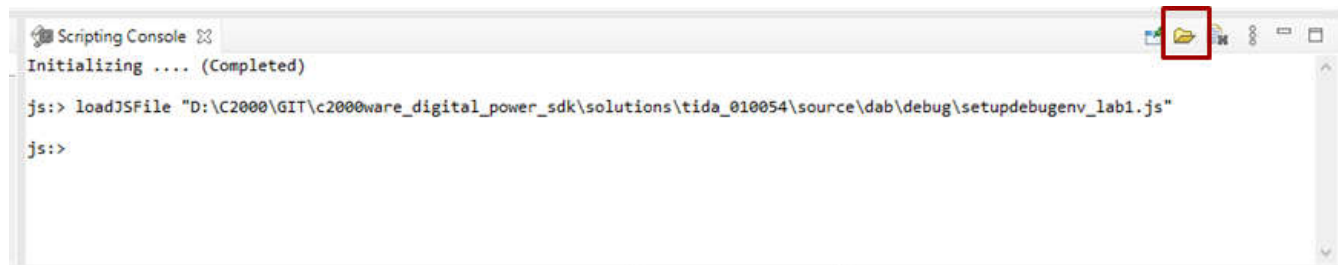 Scripting Console
Initializing .... (Completed)
js:> loadJSFile "D:\C2000\GIT\c2000ware_digital_power_sdk\solutions\tida_010054\source\dab\debug\setupdebugenv_lab1.js"
js:>